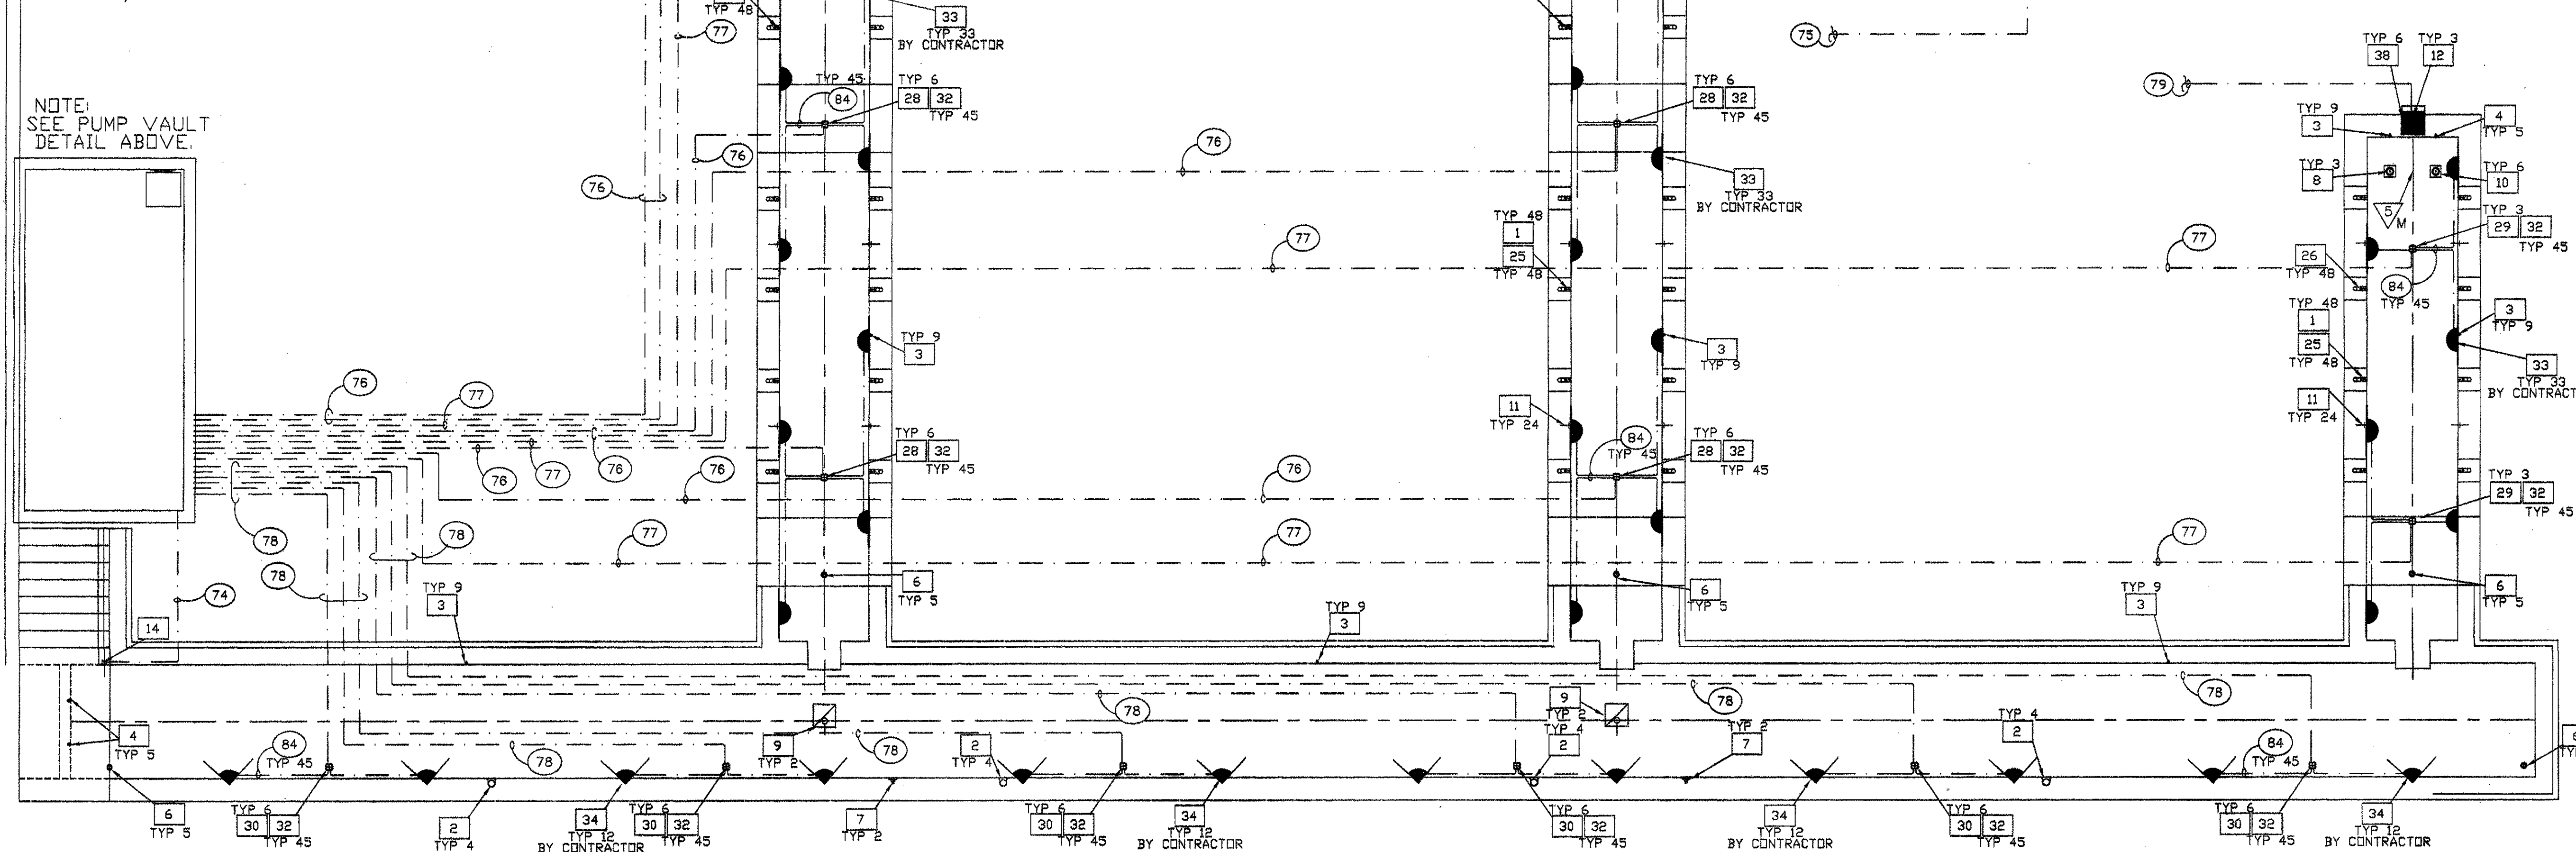 TYP 48
77
33
TYP 33
BY CONTRACTOR
75
TYP 6
38
TYP 3
12
79
NOTE:
SEE PUMP VAULT
DETAIL ABOVE.
TYP 45
84
TYP 6
28 32
TYP 45
TYP 6
28 32
TYP 45
TYP 9
3
4
TYP 5
76
76
76
33
TYP 33
BY CONTRACTOR
TYP 3
8
TYP 6
10
5
M
TYP 48
1
25
TYP 48
77
77
TYP 3
29 32
TYP 45
26
TYP 48
84
TYP 45
TYP 48
1
25
TYP 48
3
TYP 9
33
TYP 33
TYP 9
3
3
TYP 9
76
77
11
TYP 24
11
TYP 24
TYP 6
28 32
TYP 45
84
TYP 45
TYP 6
28 32
TYP 45
76
77
76
76
76
TYP 3
29 32
TYP 45
78
78
77
77
77
78
74
TYP 9
3
6
TYP 5
TYP 9
3
6
TYP 5
TYP 9
3
6
TYP 5
14
78
78
78
4
TYP 5
84
TYP 45
78
9
TYP 2
78
2
TYP 4
9
TYP 2
TYP 4
2
TYP 2
7
TYP 4
2
84
TYP 45
6
TYP 5
TYP 6
30 32
TYP 45
2
TYP 4
34
TYP 12
BY CONTRACTOR
TYP 6
30 32
TYP 45
7
TYP 2
TYP 6
30 32
TYP 45
34
TYP 12
BY CONTRACTOR
TYP 6
30 32
TYP 45
34
TYP 12
BY CONTRACTOR
TYP 6
30 32
TYP 45
TYP 6
30 32
TYP 45
34
TYP 12
BY CONTRACTOR